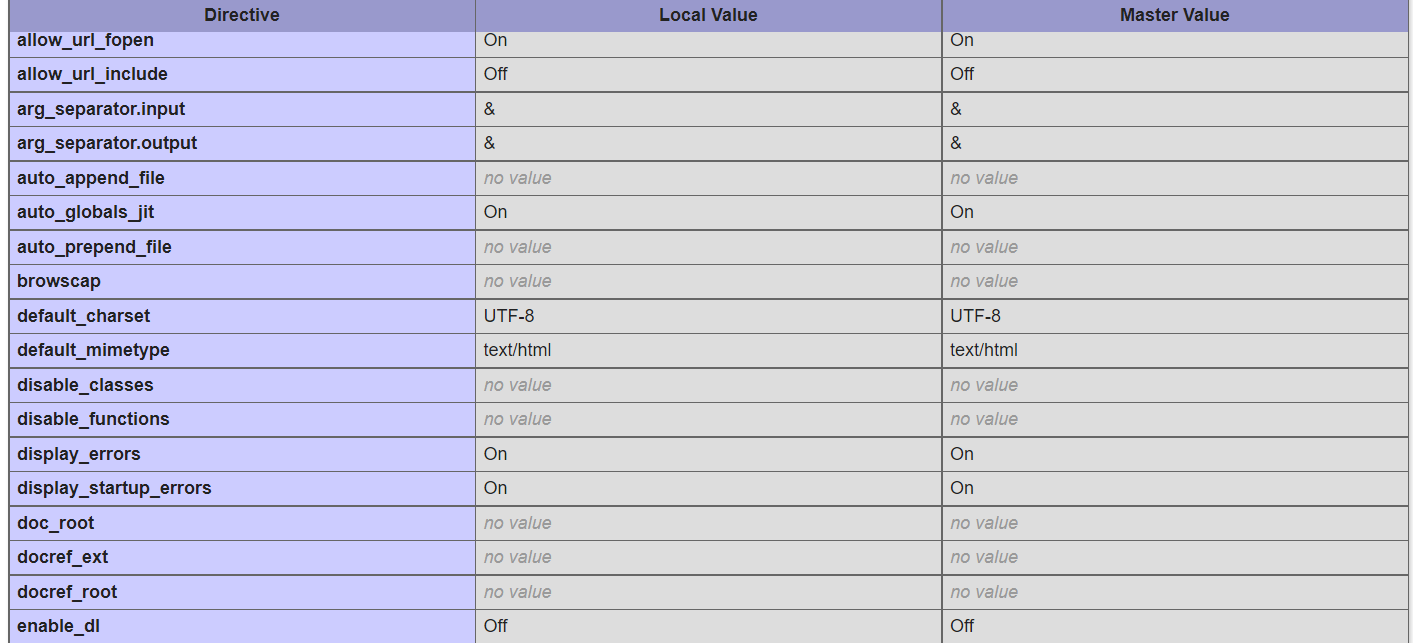 Directive Local Value Master Value
allow_url_fopen On On
allow_url_include Off Off
arg_separator.input & &
arg_separator.output & &
auto_append_file no value no value
auto_globals_jit On On
auto_prepend_file no value no value
browscap no value no value
default_charset UTF-8 UTF-8
default_mimetype text/html text/html
disable_classes no value no value
disable_functions no value no value
display_errors On On
display_startup_errors On On
doc_root no value no value
docref_ext no value no value
docref_root no value no value
enable_dl Off Off